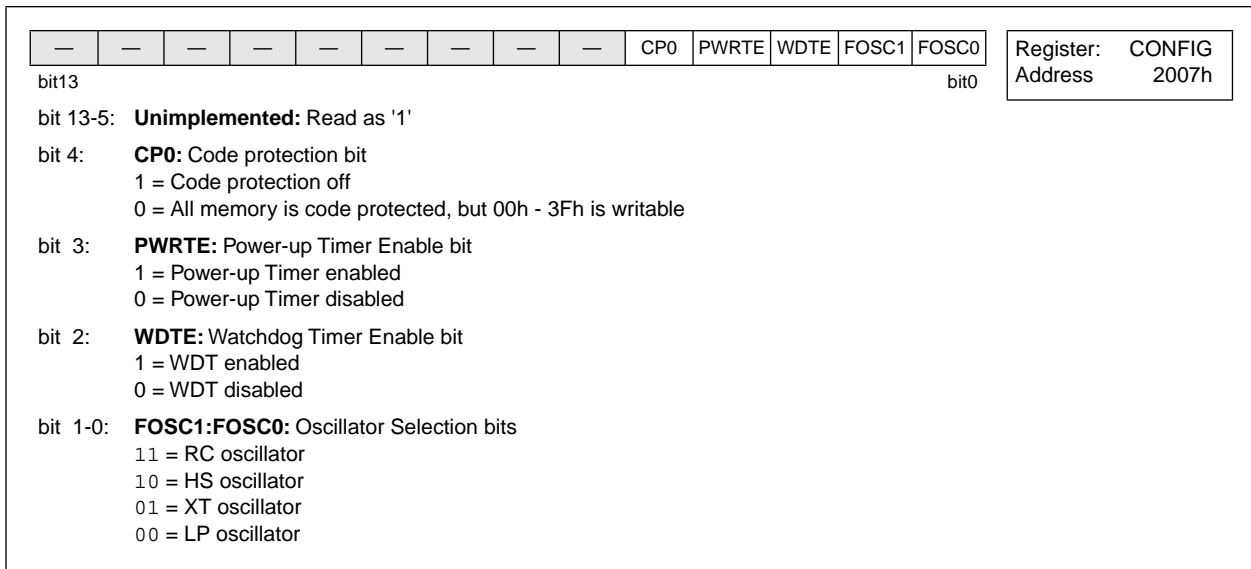 — — — — — — — — — CP0 PWRTE WDTE FOSC1 FOSC0
bit13 bit0
Register: CONFIG
Address 2007h
bit 13-5: Unimplemented: Read as '1'
bit 4: CP0: Code protection bit
1 = Code protection off
0 = All memory is code protected, but 00h - 3Fh is writable
bit 3: PWRTE: Power-up Timer Enable bit
1 = Power-up Timer enabled
0 = Power-up Timer disabled
bit 2: WDTE: Watchdog Timer Enable bit
1 = WDT enabled
0 = WDT disabled
bit 1-0: FOSC1:FOSC0: Oscillator Selection bits
11 = RC oscillator
10 = HS oscillator
01 = XT oscillator
00 = LP oscillator